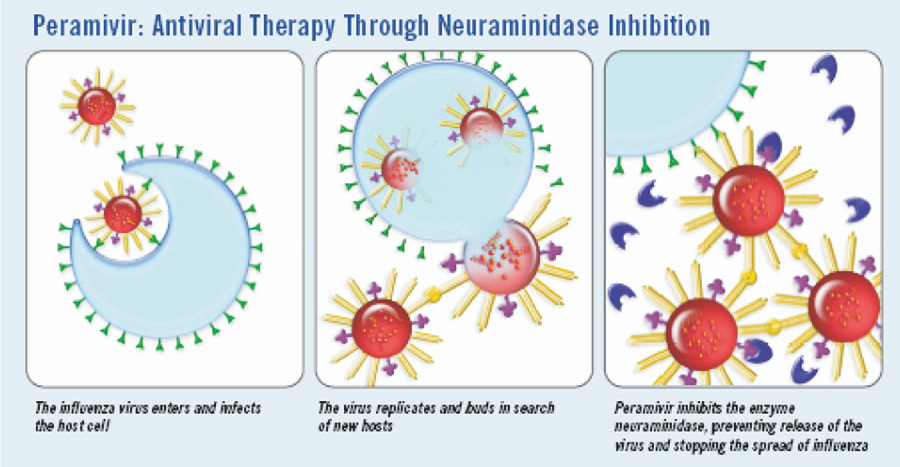 Peramivir: Antiviral Therapy Through Neuraminidase Inhibition
The influenza virus enters and infects
the host cell
The virus replicates and buds in search
of new hosts
Peramivir inhibits the enzyme
neuraminidase, preventing release of the
virus and stopping the spread of influenza